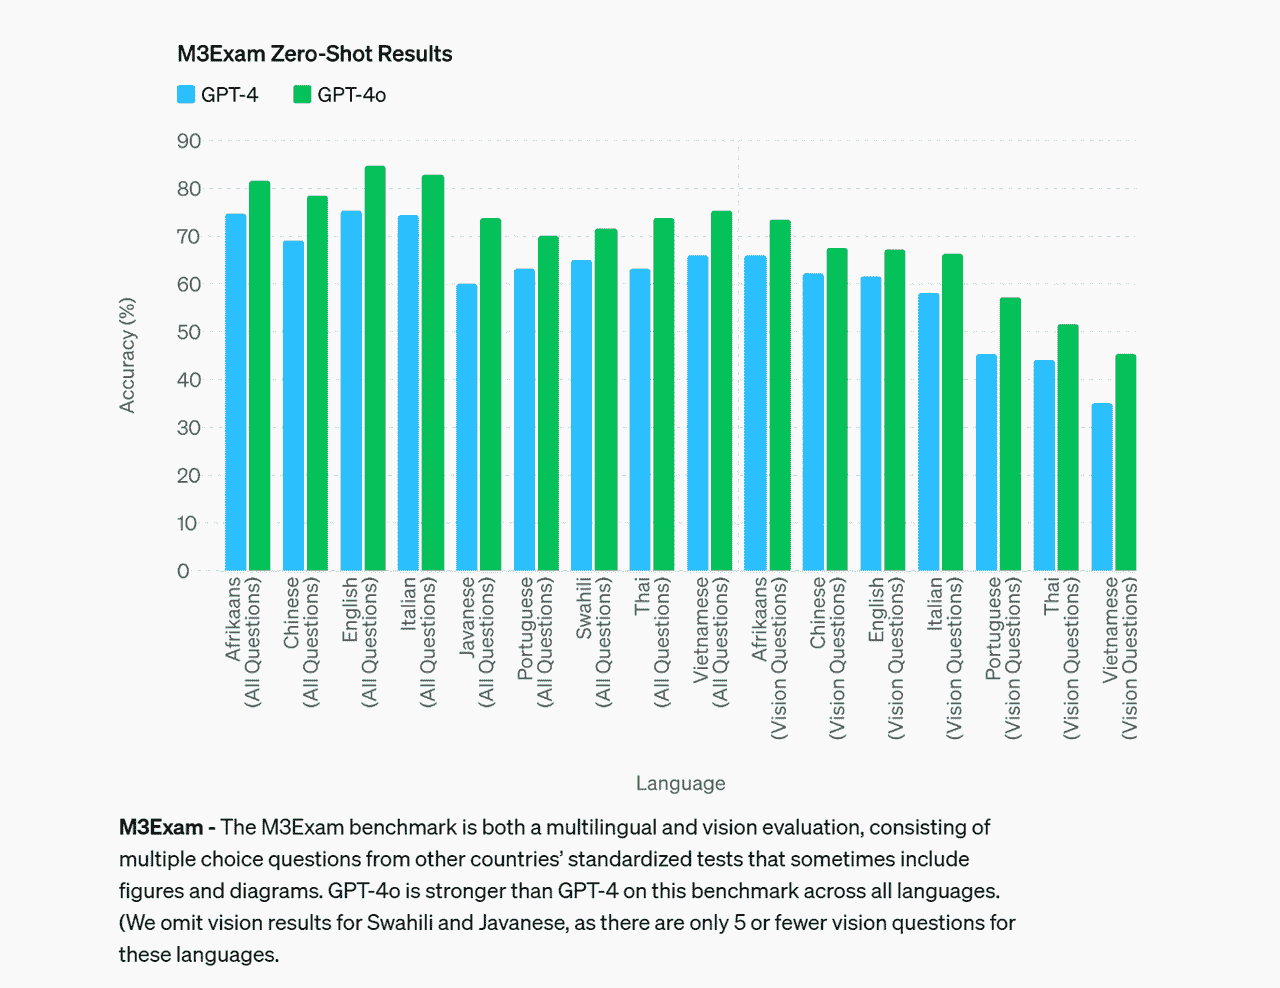 M3Exam Zero-Shot Results
GPT-4 GPT-4o
90
80
70
60
50
40
30
20
10
0
Accuracy (%)
Afrikaans
(All Questions)
Chinese
(All Questions)
English
(All Questions)
Italian
(All Questions)
Javanese
(All Questions)
Portuguese
(All Questions)
Swahili
(All Questions)
Thai
(All Questions)
Vietnamese
(All Questions)
Afrikaans
(Vision Questions)
Chinese
(Vision Questions)
English
(Vision Questions)
Italian
(Vision Questions)
Portuguese
(Vision Questions)
Thai
(Vision Questions)
Vietnamese
(Vision Questions)
Language
M3Exam - The M3Exam benchmark is both a multilingual and vision evaluation, consisting of
multiple choice questions from other countries’ standardized tests that sometimes include
figures and diagrams. GPT-4o is stronger than GPT-4 on this benchmark across all languages.
(We omit vision results for Swahili and Javanese, as there are only 5 or fewer vision questions for
these languages.